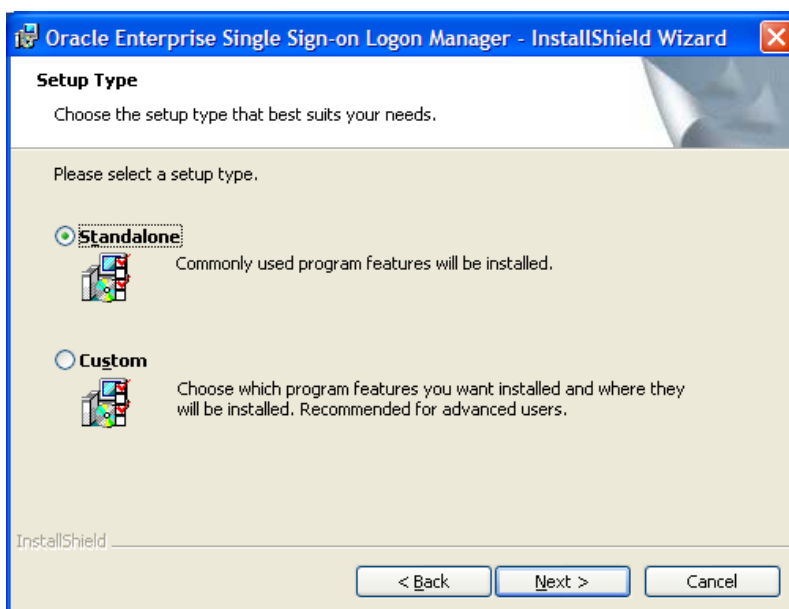 Oracle Enterprise Single Sign-on Logon Manager - InstallShield Wizard
Setup Type
Choose the setup type that best suits your needs.
Please select a setup type.
Standalone
Commonly used program features will be installed.
Custom
Choose which program features you want installed and where they
will be installed. Recommended for advanced users.
InstallShield
< Back Next > Cancel